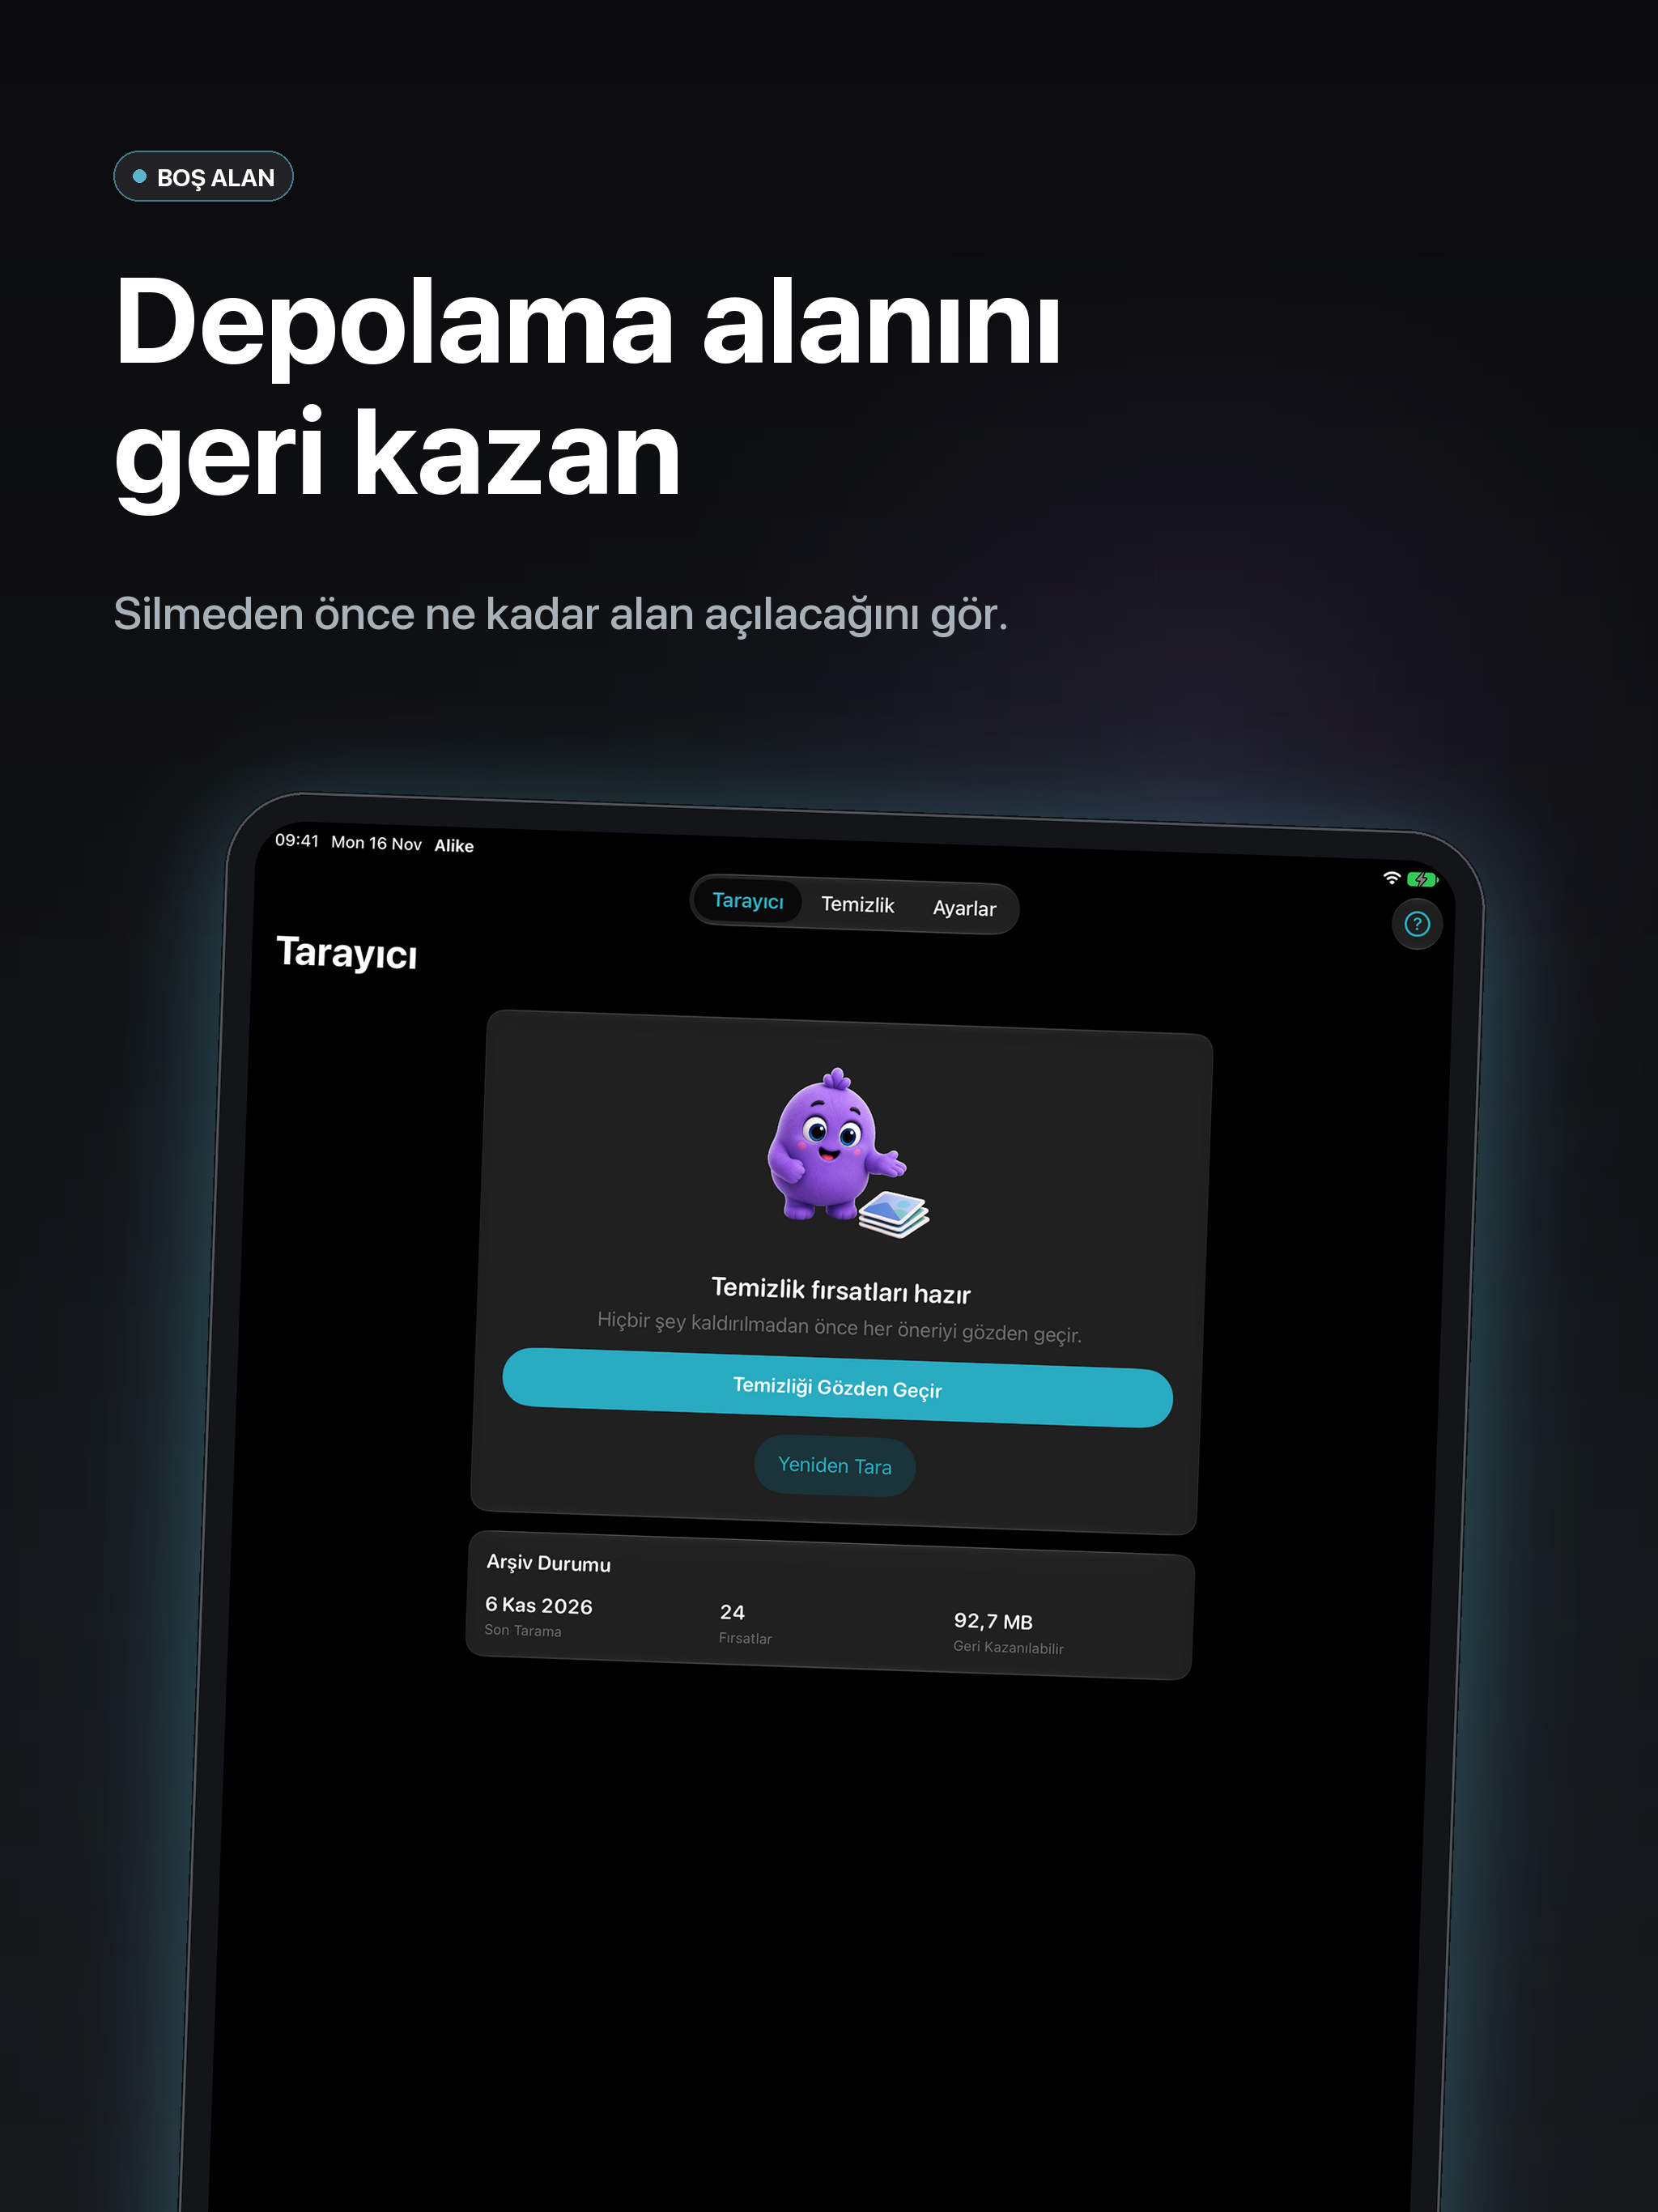 BOŞ ALAN
Depolama alanını
geri kazan
Silmeden önce ne kadar alan açılacağını gör.
09:41 Mon 16 Nov Alike
Tarayıcı Temizlik Ayarlar
?
Tarayıcı
Temizlik fırsatları hazır
Hiçbir şey kaldırılmadan önce her öneriyi gözden geçir.
Temizliği Gözden Geçir
Yeniden Tara
Arşiv Durumu
6 Kas 2026 24 92,7 MB
Son Tarama Fırsatlar Geri Kazanılabilir